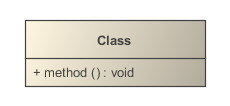 Class
+ method () : void